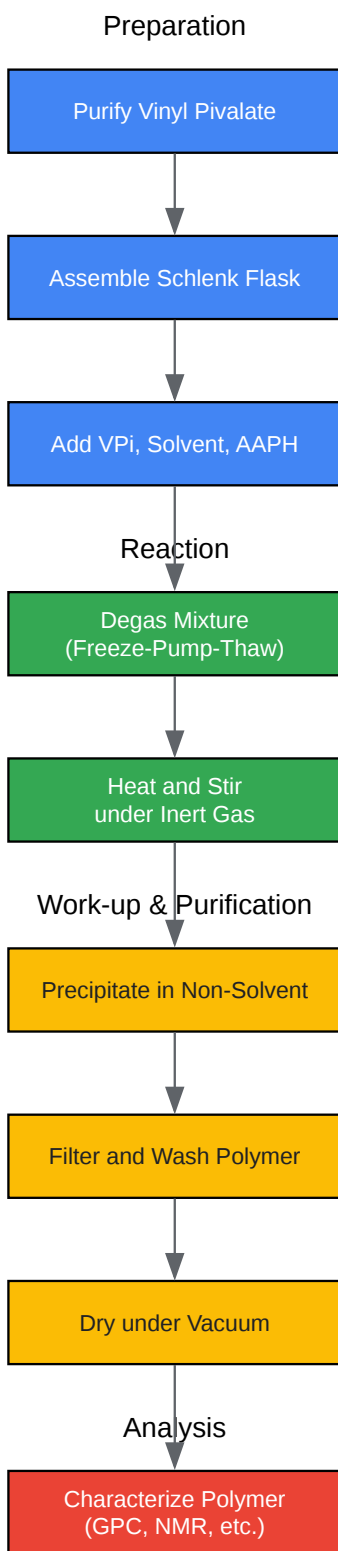 Preparation
Purify Vinyl Pivalate
Assemble Schlenk Flask
Add VPi, Solvent, AAPH
Reaction
Degas Mixture
(Freeze-Pump-Thaw)
Heat and Stir
under Inert Gas
Work-up & Purification
Precipitate in Non-Solvent
Filter and Wash Polymer
Dry under Vacuum
Analysis
Characterize Polymer
(GPC, NMR, etc.)